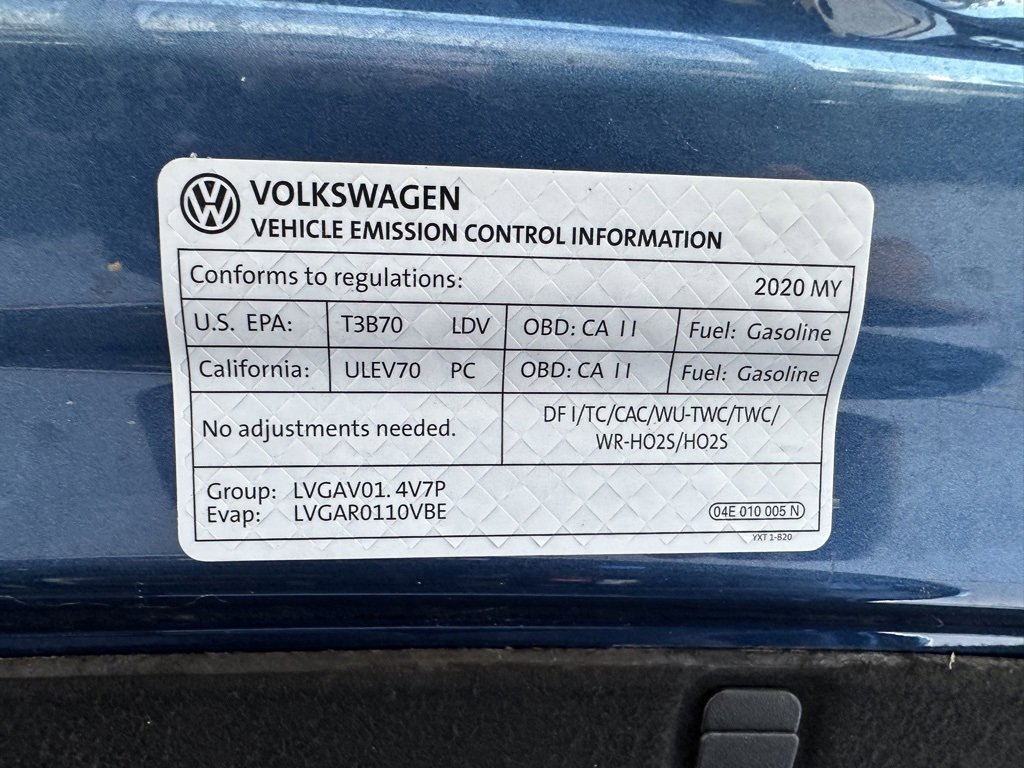 VOLKSWAGEN
VEHICLE EMISSION CONTROL INFORMATION
Conforms to regulations: 2020 MY
U.S. EPA: T3B70 LDV OBD: CA II Fuel: Gasoline
California: ULEV70 PC OBD: CA II Fuel: Gasoline
No adjustments needed.
DFI/TC/CAC/WU-TWC/TWC/
WR-HO2S/HO2S
Group: LVGAV01.4V7P
Evap: LVGAR0110VBE
04E 010 005 N
YXT 1-820